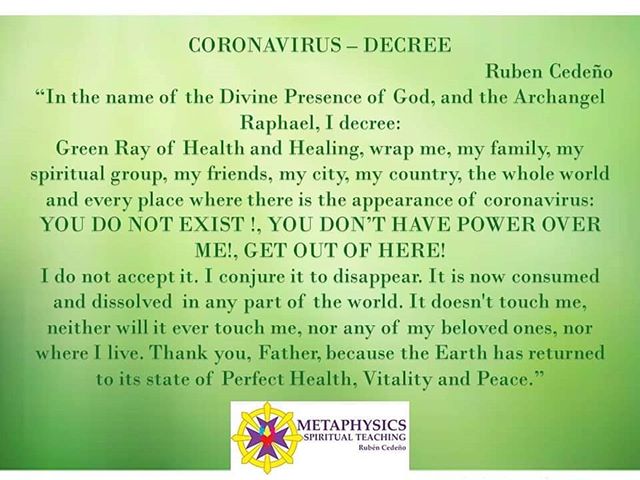 CORONAVIRUS – DECREE
Ruben Cedeño
“In the name of the Divine Presence of God, and the Archangel
Raphael, I decree:
Green Ray of Health and Healing, wrap me, my family, my
spiritual group, my friends, my city, my country, the whole world
and every place where there is the appearance of coronavirus:
YOU DO NOT EXIST !, YOU DON’T HAVE POWER OVER
ME!, GET OUT OF HERE!
I do not accept it. I conjure it to disappear. It is now consumed
and dissolved in any part of the world. It doesn't touch me,
neither will it ever touch me, nor any of my beloved ones, nor
where I live. Thank you, Father, because the Earth has returned
to its state of Perfect Health, Vitality and Peace.”
METAPHYSICS
SPIRITUAL TEACHING
Rubén Cedeño